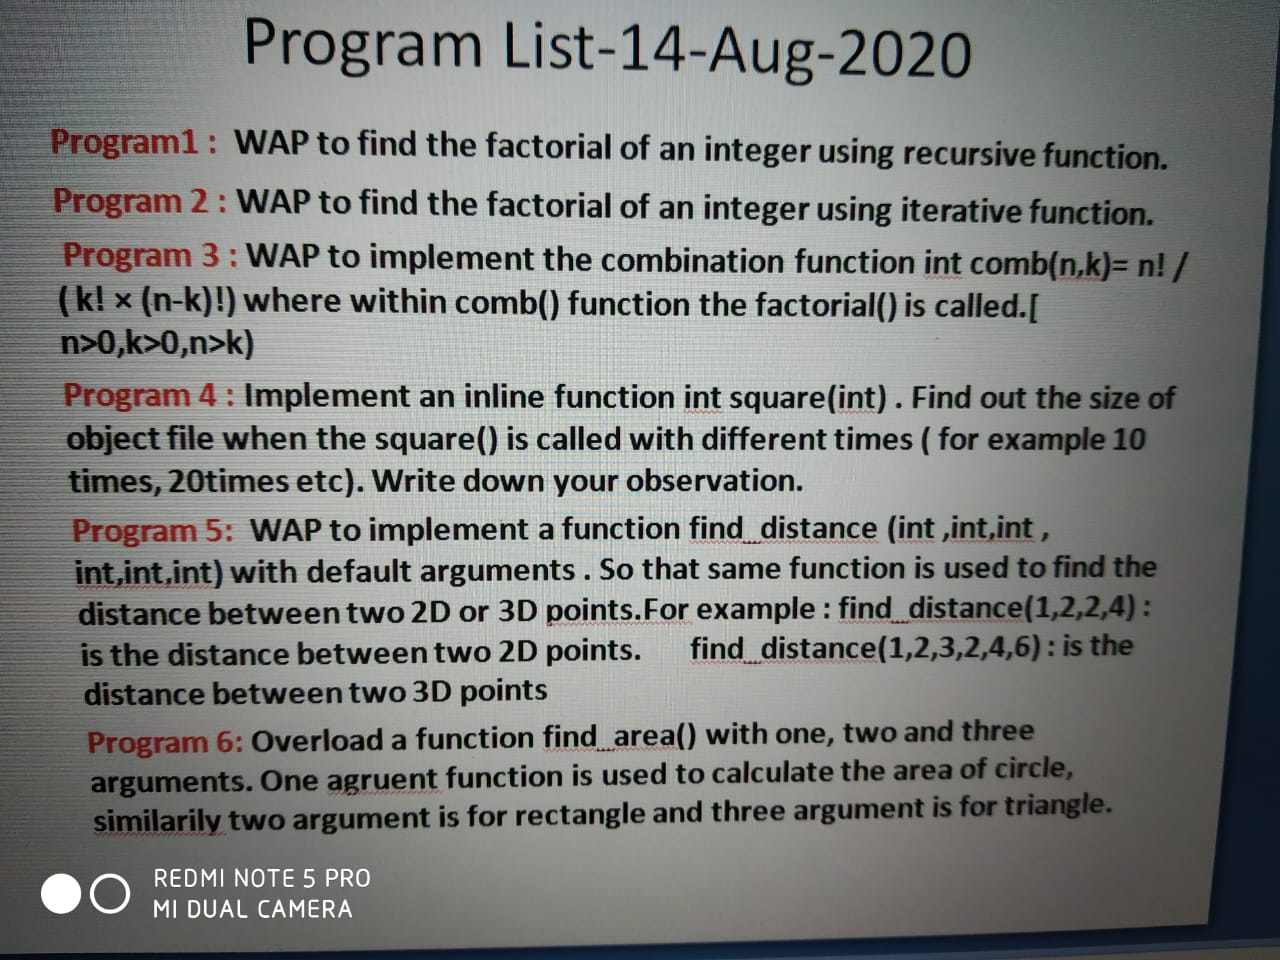 Program List-14-Aug-2020
Program1 : WAP to find the factorial of an integer using recursive function.
Program 2 : WAP to find the factorial of an integer using iterative function.
Program 3 : WAP to implement the combination function int comb(n,k)= n! /
( k! × (n-k)!) where within comb() function the factorial() is called.[
n>0,k>0,n>k)
Program 4 : Implement an inline function int square(int) . Find out the size of
object file when the square() is called with different times ( for example 10
times, 20times etc). Write down your observation.
Program 5: WAP to implement a function find_distance (int ,int,int ,
int,int,int) with default arguments . So that same function is used to find the
distance between two 2D or 3D points.For example : find_distance(1,2,2,4) :
is the distance between two 2D points. find_distance(1,2,3,2,4,6) : is the
distance between two 3D points
Program 6: Overload a function find_area() with one, two and three
arguments. One agruent function is used to calculate the area of circle,
similarily two argument is for rectangle and three argument is for triangle.
REDMI NOTE 5 PRO
MI DUAL CAMERA